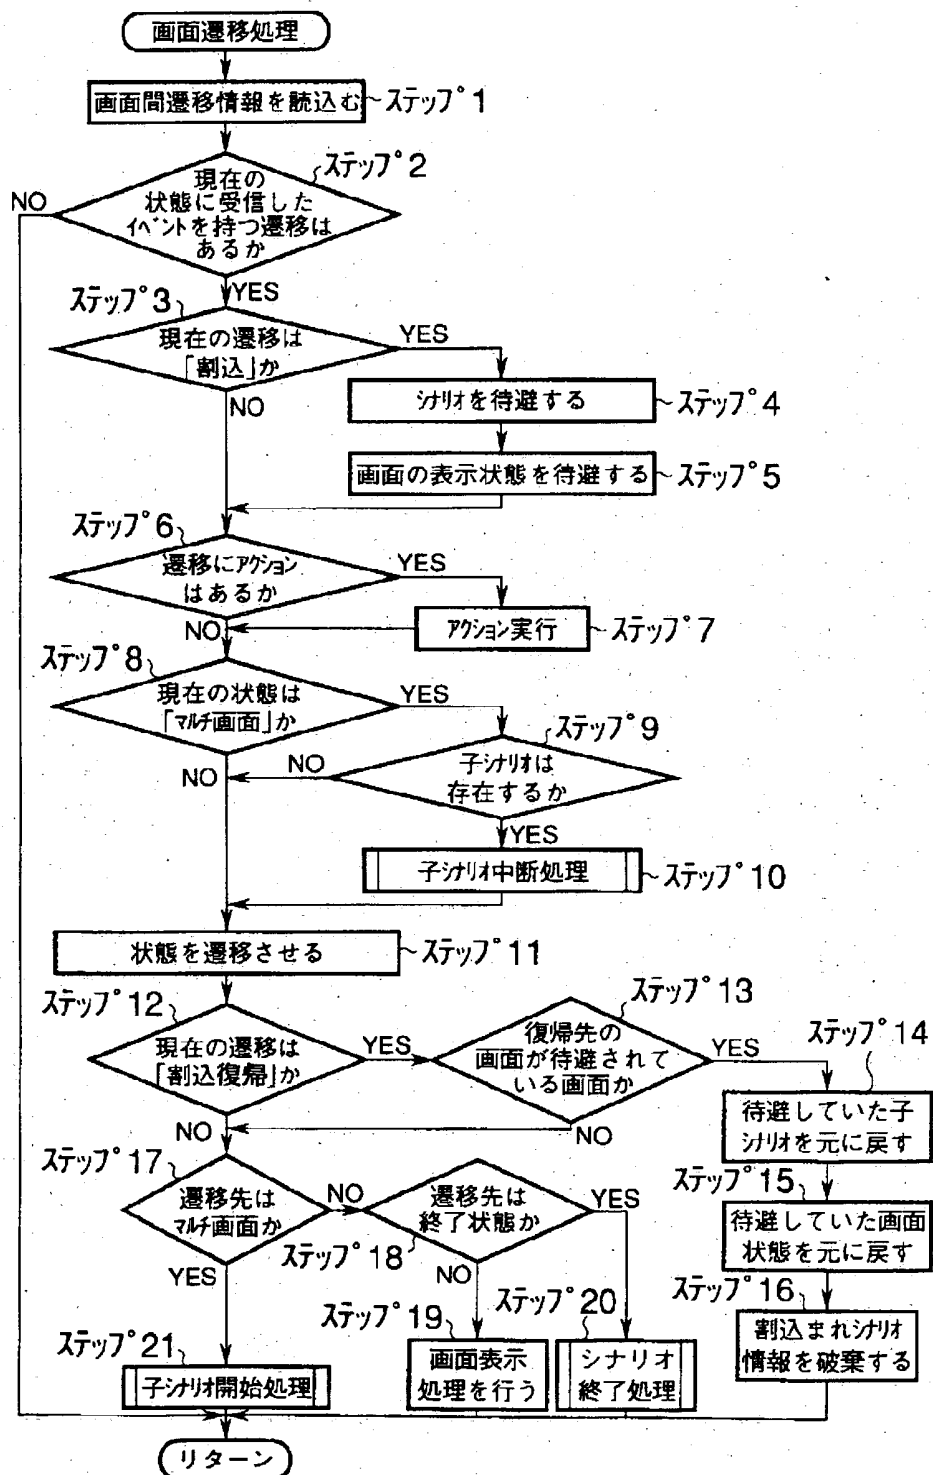 画面遷移処理
画面間遷移情報を読込む
ステップ1
ステップ2
現在の
状態に受信した
イベントを持つ遷移は
あるか
NO
YES
ステップ3
現在の遷移は
「割込」か
YES
NO
シナリオを待避する
ステップ4
画面の表示状態を待避する
ステップ5
ステップ6
遷移にアクション
はあるか
YES
NO
アクション実行
ステップ7
ステップ8
現在の状態は
「マルチ画面」か
YES
NO
ステップ9
子シナリオは
存在するか
NO
YES
子シナリオ中断処理
ステップ10
状態を遷移させる
ステップ11
ステップ12
現在の遷移は
「割込復帰」か
YES
NO
ステップ13
復帰先の
画面が待避されて
いる画面か
YES
NO
ステップ14
待避していた子
シナリオを元に戻す
ステップ15
待避していた画面
状態を元に戻す
ステップ16
割込まれシナリオ
情報を破棄する
ステップ17
遷移先は
マルチ画面か
NO
YES
遷移先は
終了状態か
ステップ18
YES
NO
ステップ19
画面表示
処理を行う
ステップ20
シナリオ
終了処理
ステップ21
子シナリオ開始処理
リターン